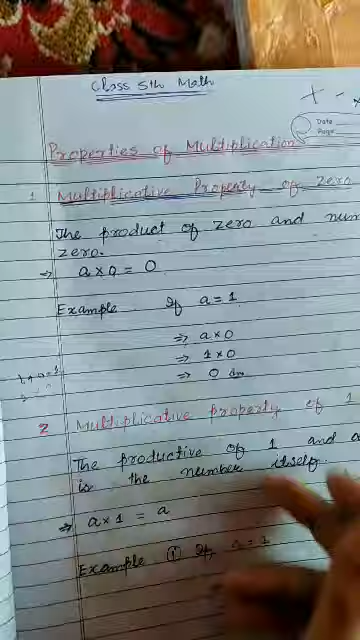 Class 5th Math
Date
Page
Properties of Multiplication
1 Multiplicative Property of zero
The product of zero and
zero.
⇒ a × 0 = 0
Example If a = 1
⇒ a × 0
⇒ 1 × 0
⇒ 0
2 Multiplicative property of 1
The productive of 1 and
is the number itself.
⇒ a × 1 = a
Example (i) If a = 1